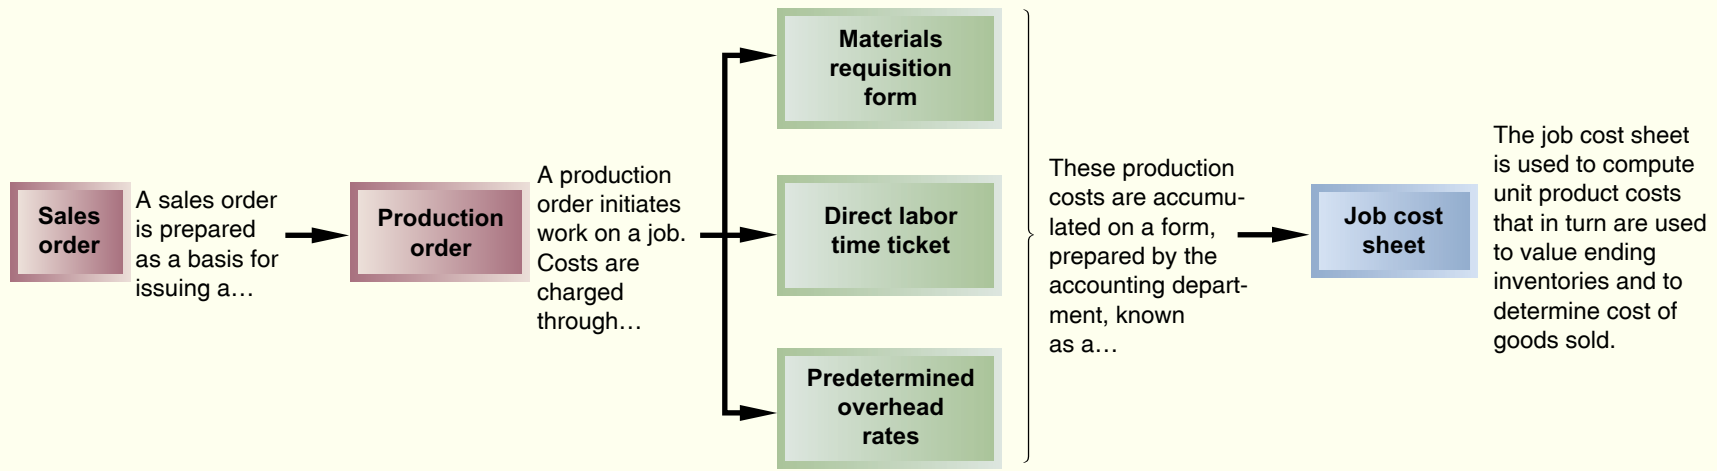 Sales
order
A sales order
is prepared
as a basis for
issuing a…
Production
order
A production
order initiates
work on a job.
Costs are
charged
through…
Materials
requisition
form
Direct labor
time ticket
Predetermined
overhead
rates
These production
costs are accumu-
lated on a form,
prepared by the
accounting depart-
ment, known
as a…
Job cost
sheet
The job cost sheet
is used to compute
unit product costs
that in turn are used
to value ending
inventories and to
determine cost of
goods sold.